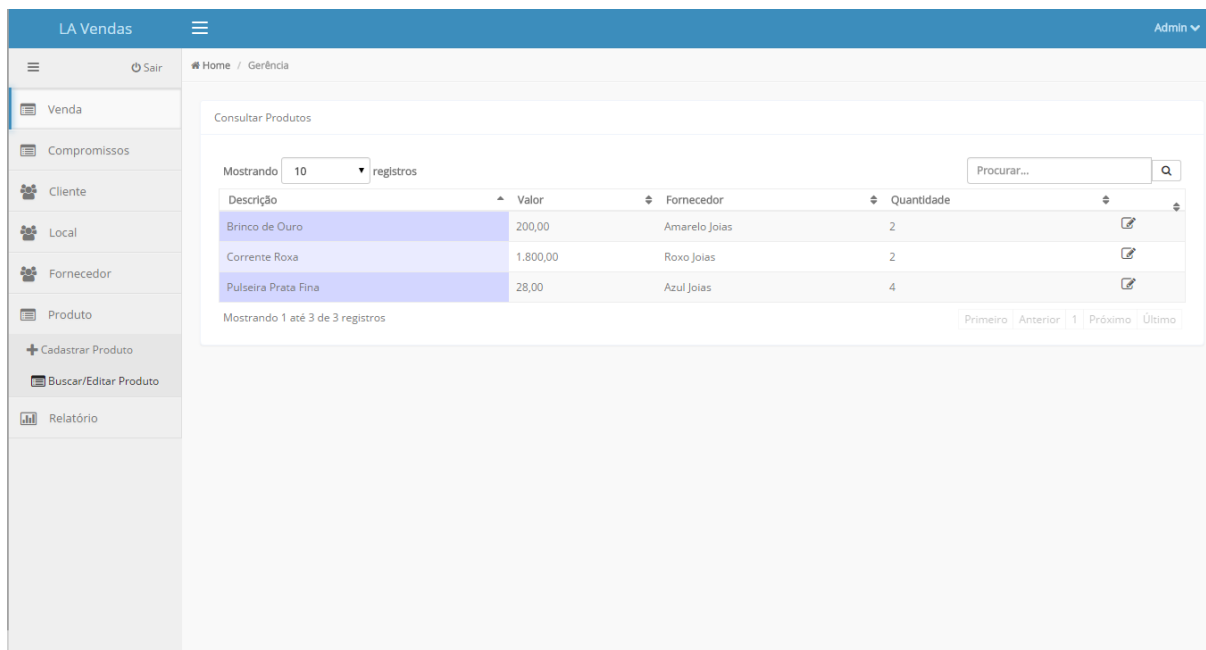 LA Vendas
Admin
Sair
Home / Gerência
Venda
Compromissos
Cliente
Local
Fornecedor
Produto
Cadastrar Produto
Buscar/Editar Produto
Relatório
Consultar Produtos
Mostrando 10 registros
Procurar...
Descrição Valor Fornecedor Quantidade
Brinco de Ouro 200,00 Amarelo Joias 2
Corrente Roxa 1.800,00 Roxo Joias 2
Pulseira Prata Fina 28,00 Azul Joias 4
Mostrando 1 até 3 de 3 registros
Primeiro Anterior 1 Próximo Último